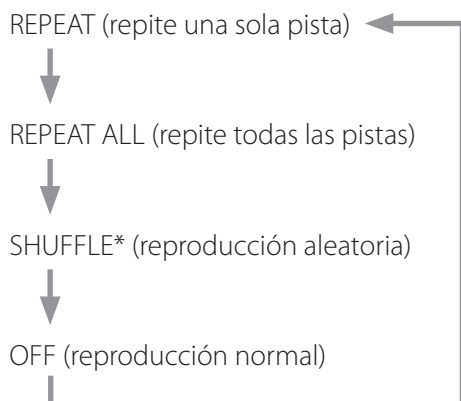 REPEAT (repite una sola pista)
REPEAT ALL (repite todas las pistas)
SHUFFLE* (reproducción aleatoria)
OFF (reproducción normal)